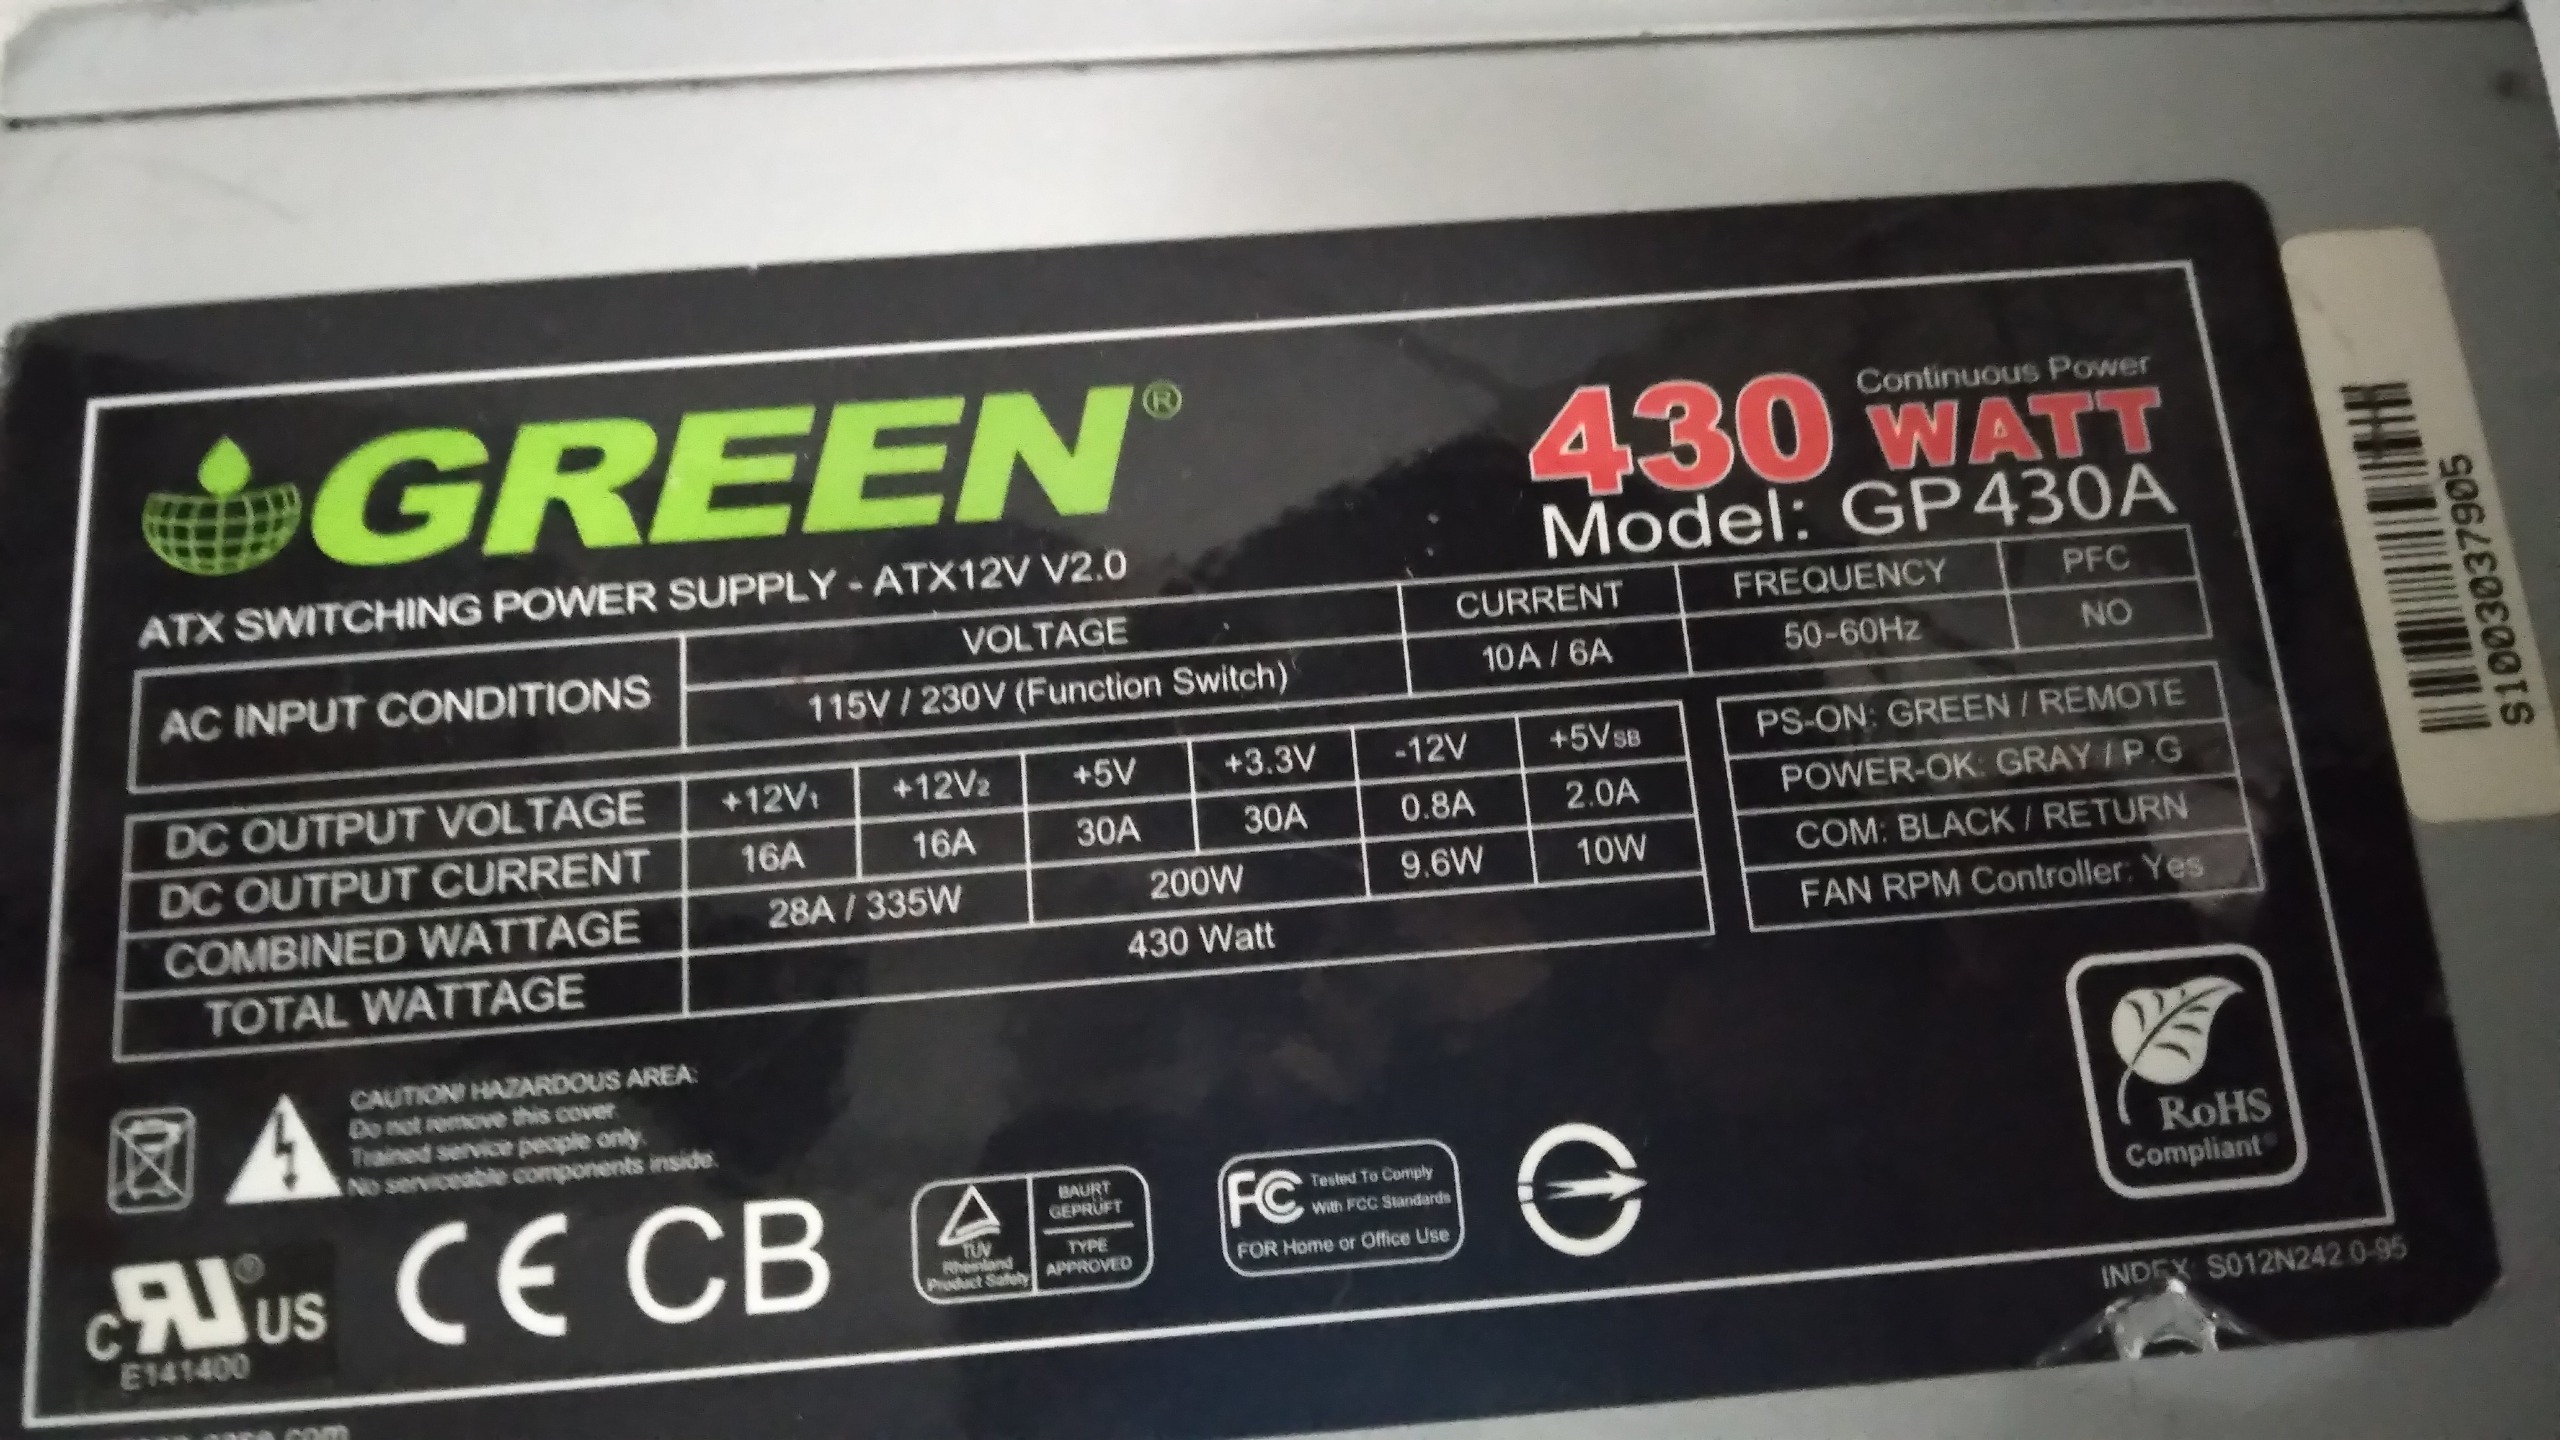 GREEN®
Continuous Power
430 WATT
Model: GP430A
ATX SWITCHING POWER SUPPLY - ATX12V V2.0
AC INPUT CONDITIONS VOLTAGE CURRENT FREQUENCY PFC
115V / 230V (Function Switch) 10A / 6A 50-60Hz NO
DC OUTPUT VOLTAGE +12V1 +12V2 +5V +3.3V -12V +5VSB
DC OUTPUT CURRENT 16A 16A 30A 30A 0.8A 2.0A
COMBINED WATTAGE 28A / 335W 200W 9.6W 10W
TOTAL WATTAGE 430 Watt
PS-ON: GREEN / REMOTE
POWER-OK: GRAY / P.G
COM: BLACK / RETURN
FAN RPM Controller: Yes
S1003037905
CAUTION! HAZARDOUS AREA:
Do not remove this cover.
Trained service people only.
No serviceable components inside.
RoHS
Compliant
C RU® US
E141400
CE CB
TUV
Rheinland
Product Safety
BAURT
GEPRÜFT
TYPE
APPROVED
FC Tested To Comply
With FCC Standards
FOR Home or Office Use
INDEX: S012N242.0-95